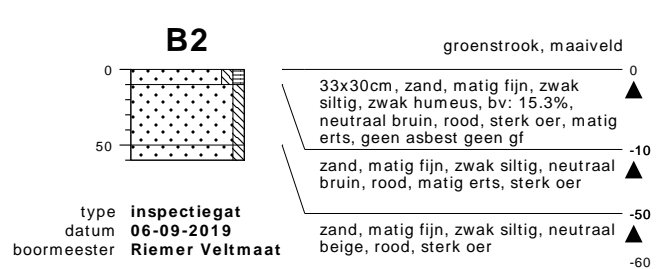 B2
groenstrook, maaiveld
0
50
0
33x30cm, zand, matig fijn, zwak
siltig, zwak humeus, bv: 15.3%,
neutraal bruin, rood, sterk oer, matig
erts, geen asbest geen gf
-10
zand, matig fijn, zwak siltig, neutraal
bruin, rood, matig erts, sterk oer
-50
zand, matig fijn, zwak siltig, neutraal
beige, rood, sterk oer
-60
type inspectiegat
datum 06-09-2019
boormeester Riemer Veltmaat